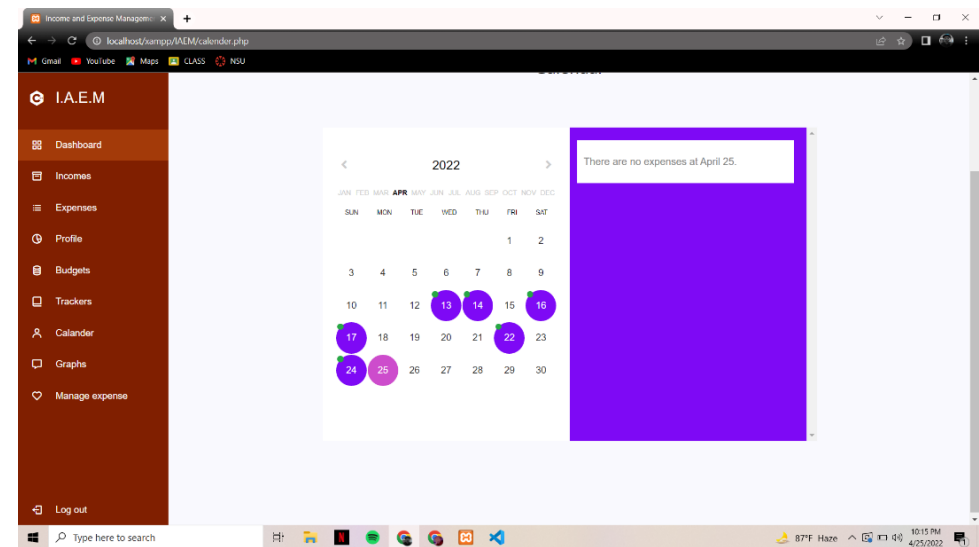 Income and Expense Manageme
localhost/xampp/IAEM/calender.php
Gmail YouTube Maps CLASS NSU
I.A.E.M
Dashboard
Incomes
Expenses
Profile
Budgets
Trackers
Calander
Graphs
Manage expense
Log out
2022
JAN FEB MAR APR MAY JUN JUL AUG SEP OCT NOV DEC
SUN MON TUE WED THU FRI SAT
1 2
3 4 5 6 7 8 9
10 11 12 13 14 15 16
17 18 19 20 21 22 23
24 25 26 27 28 29 30
There are no expenses at April 25.
Type here to search
87°F Haze
10:15 PM
4/25/2022